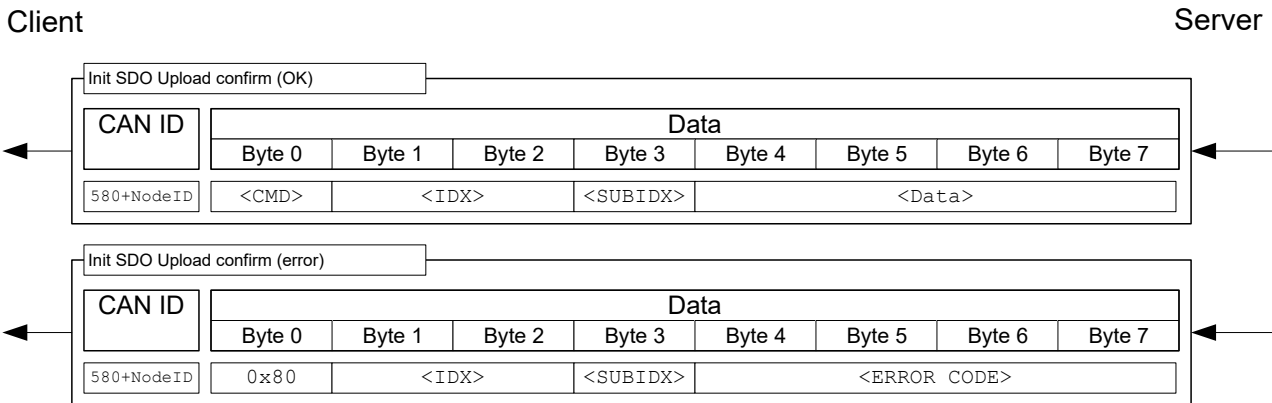 Client Server
Init SDO Upload confirm (OK)
CAN ID Data
Byte 0 Byte 1 Byte 2 Byte 3 Byte 4 Byte 5 Byte 6 Byte 7
580+NodeID <CMD> <IDX> <SUBIDX> <Data>
Init SDO Upload confirm (error)
CAN ID Data
Byte 0 Byte 1 Byte 2 Byte 3 Byte 4 Byte 5 Byte 6 Byte 7
580+NodeID 0x80 <IDX> <SUBIDX> <ERROR CODE>